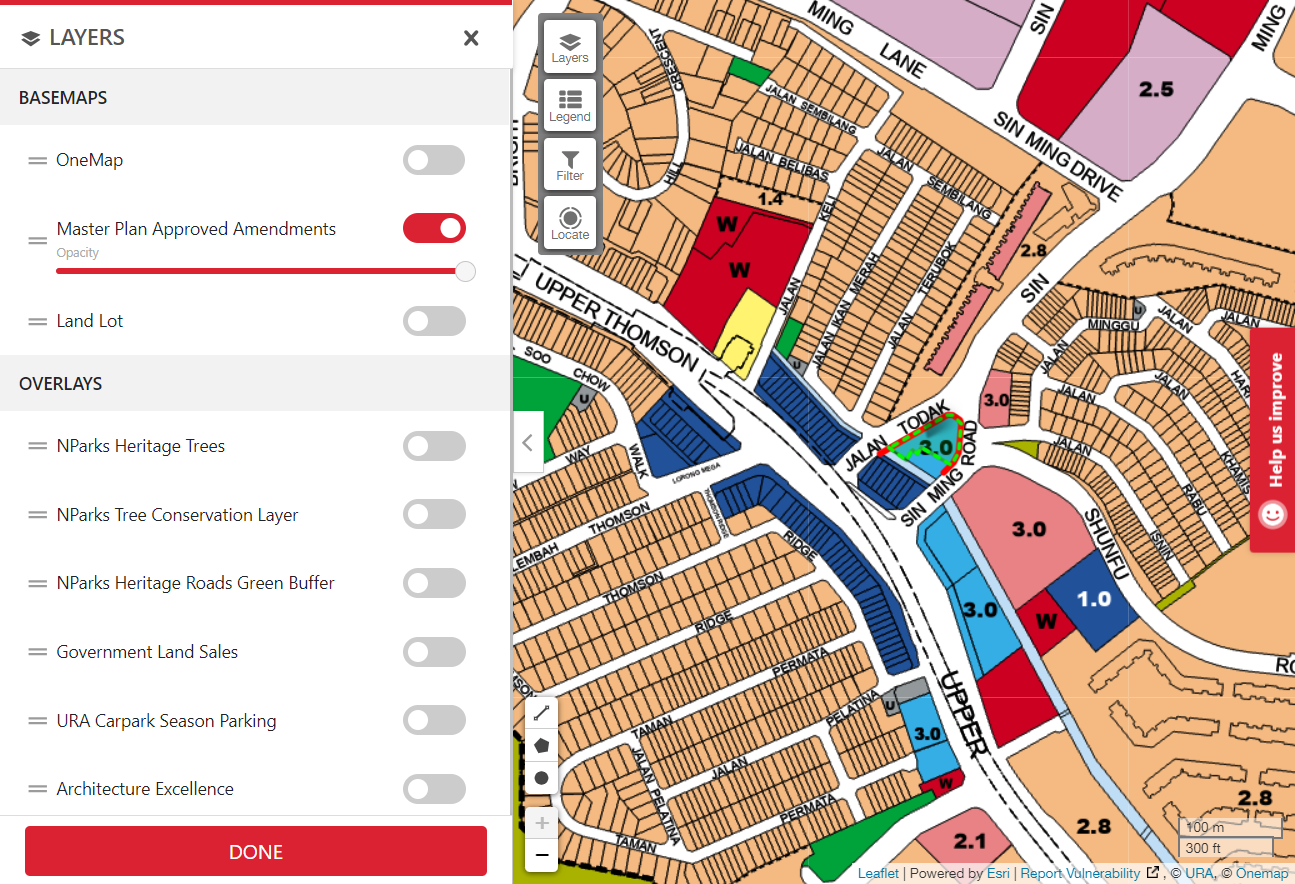 LAYERS
BASEMAPS
OneMap
Master Plan Approved Amendments
Opacity
Land Lot
OVERLAYS
NParks Heritage Trees
NParks Tree Conservation Layer
NParks Heritage Roads Green Buffer
Government Land Sales
URA Carpark Season Parking
Architecture Excellence
DONE
Layers
Legend
Filter
Locate
MING LANE
SIN
MING
2.5
SIN MING DRIVE
CRESCENT
HILL
JALAN SEMBILANG
JALAN BELIBAS
JALAN SEMBILANG
1.4
W
W
JALAN KELI
JALAN IKAN MERAH
JALAN TERUBOK
2.8
SIN
UPPER THOMSON
U
JALAN MINGGU
U
JALAN
JALAN
JALAN
JALAN
JALAN
KHAMIS
RABU
ISNIN
3.0
JALAN TODAK
3.0
SIN MING ROAD
SOO CHOW
U
WAY
WALK
LORONG MEGA
THOMSON RIDGE
LEMBAH THOMSON
THOMSON RIDGE
RIDGE
PERMATA
TAMAN
PELATINA
JALAN PELATINA
JALAN
PERMATA
TAMAN
U
3.0
W
2.1
UPPER
3.0
3.0
1.0
W
SHUNFU
RO
2.8
2.8
Help us improve
100 m
300 ft
Leaflet | Powered by Esri | Report Vulnerability , © URA, © Onemap